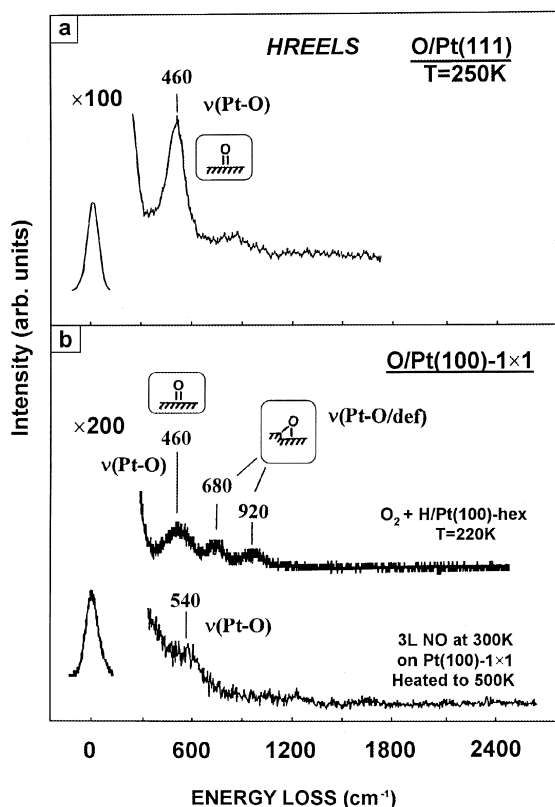 a
HREELS
O/Pt(111)
T=250K
×100
460
ν(Pt-O)
O
Intensity (arb. units)
b
O/Pt(100)-1×1
O
×200
460
ν(Pt-O)
O
ν(Pt-O/def)
680
920
O₂ + H/Pt(100)-hex
T=220K
540
ν(Pt-O)
3L NO at 300K
on Pt(100)-1×1
Heated to 500K
0 600 1200 1800 2400
ENERGY LOSS (cm⁻¹)